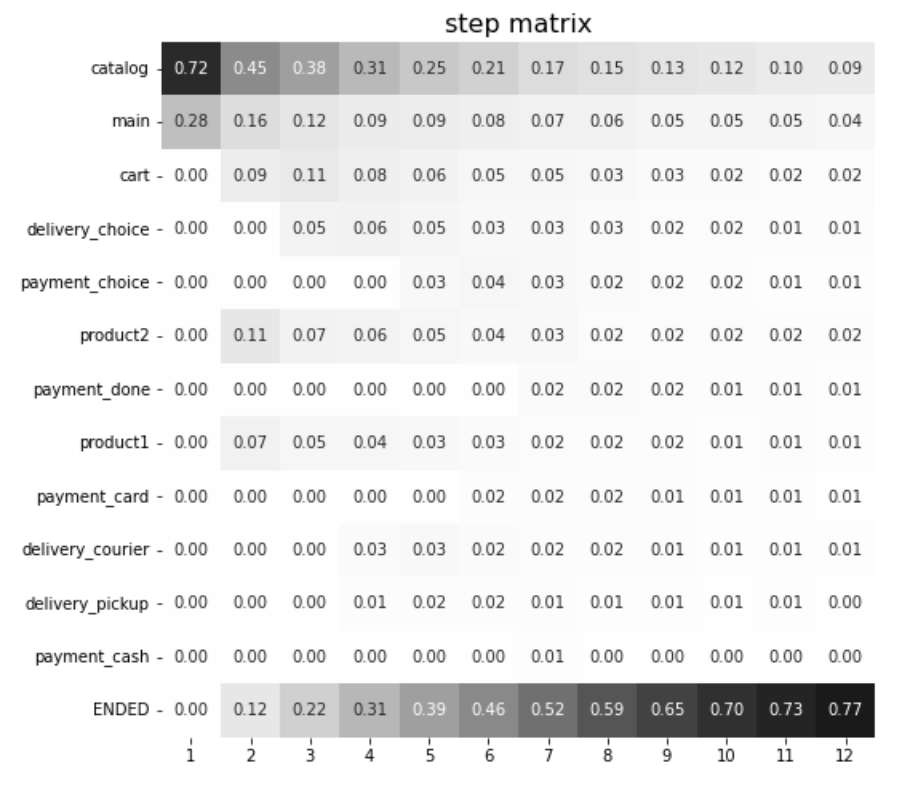 step matrix
catalog 0.72 0.45 0.38 0.31 0.25 0.21 0.17 0.15 0.13 0.12 0.10 0.09
main 0.28 0.16 0.12 0.09 0.09 0.08 0.07 0.06 0.05 0.05 0.05 0.04
cart 0.00 0.09 0.11 0.08 0.06 0.05 0.05 0.03 0.03 0.02 0.02 0.02
delivery_choice 0.00 0.00 0.05 0.06 0.05 0.03 0.03 0.03 0.02 0.02 0.01 0.01
payment_choice 0.00 0.00 0.00 0.00 0.03 0.04 0.03 0.02 0.02 0.02 0.01 0.01
product2 0.00 0.11 0.07 0.06 0.05 0.04 0.03 0.02 0.02 0.02 0.02 0.02
payment_done 0.00 0.00 0.00 0.00 0.00 0.00 0.02 0.02 0.02 0.01 0.01 0.01
product1 0.00 0.07 0.05 0.04 0.03 0.03 0.02 0.02 0.02 0.01 0.01 0.01
payment_card 0.00 0.00 0.00 0.00 0.00 0.02 0.02 0.02 0.01 0.01 0.01 0.01
delivery_courier 0.00 0.00 0.00 0.03 0.03 0.02 0.02 0.02 0.01 0.01 0.01 0.01
delivery_pickup 0.00 0.00 0.00 0.01 0.02 0.02 0.01 0.01 0.01 0.01 0.01 0.00
payment_cash 0.00 0.00 0.00 0.00 0.00 0.00 0.01 0.00 0.00 0.00 0.00 0.00
ENDED 0.00 0.12 0.22 0.31 0.39 0.46 0.52 0.59 0.65 0.70 0.73 0.77
1 2 3 4 5 6 7 8 9 10 11 12